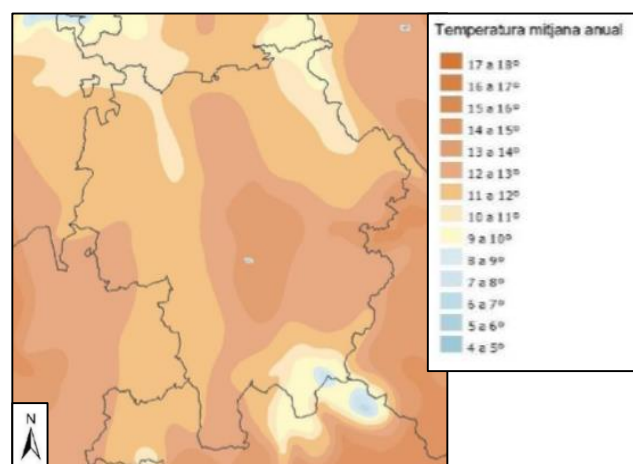 Temperatura mitjana anual
17 a 18º
16 a 17º
15 a 16º
14 a 15º
13 a 14º
12 a 13º
11 a 12º
10 a 11º
9 a 10º
8 a 9º
7 a 8º
6 a 7º
5 a 6º
4 a 5º
N